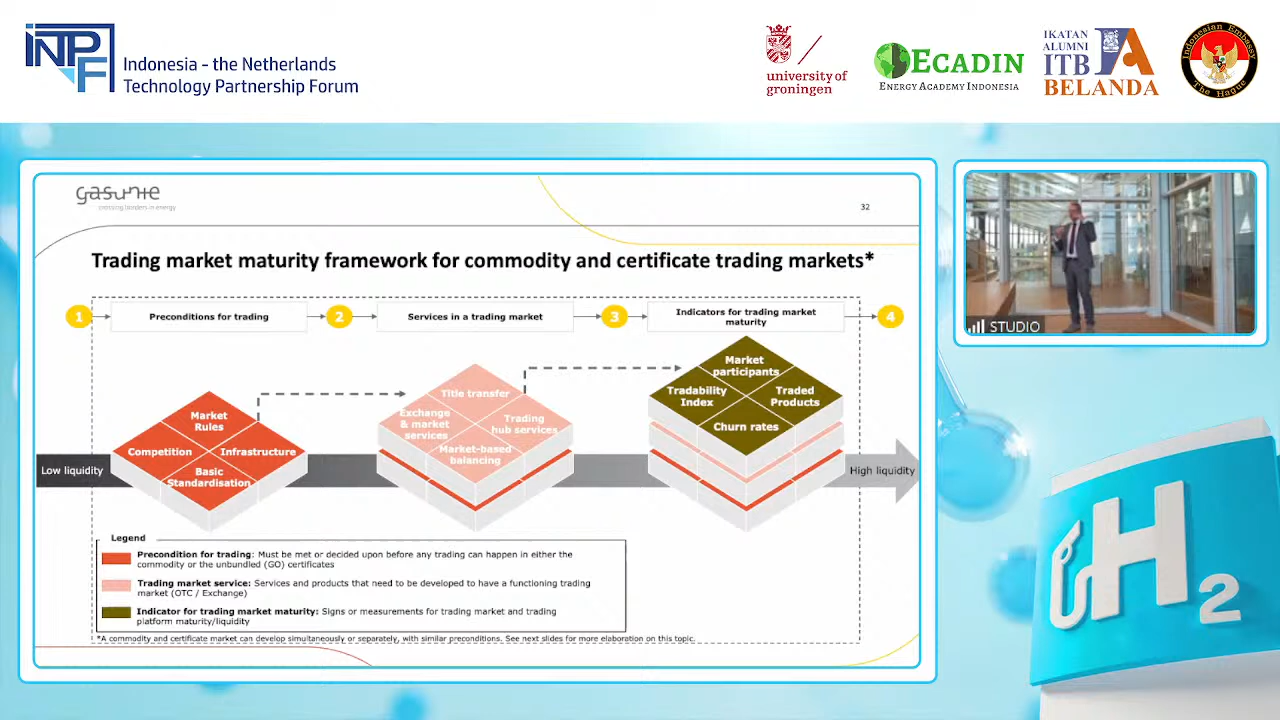 INPF
Indonesia - the Netherlands
Technology Partnership Forum
university of
groningen
ECADIN
ENERGY ACADEMY INDONESIA
IKATAN
ALUMNI
ITB
IA
BELANDA
Indonesian Embassy
The Hague
gasunie
crossing borders in energy
32
Trading market maturity framework for commodity and certificate trading markets*
1
Preconditions for trading
2
Services in a trading market
3
Indicators for trading market
maturity
4
Market
Rules
Competition
Infrastructure
Basic
Standardisation
Title transfer
Exchange
& market
services
Trading
hub services
Market-based
balancing
Market
participants
Tradability
Index
Traded
Products
Churn rates
Low liquidity
High liquidity
Legend
Precondition for trading: Must be met or decided upon before any trading can happen in either the
commodity or the unbundled (GO) certificates
Trading market service: Services and products that need to be developed to have a functioning trading
market (OTC / Exchange)
Indicator for trading market maturity: Signs or measurements for trading market and trading
platform maturity/liquidity
*A commodity and certificate market can develop simultaneously or separately, with similar preconditions. See next slides for more elaboration on this topic.
STUDIO
H2